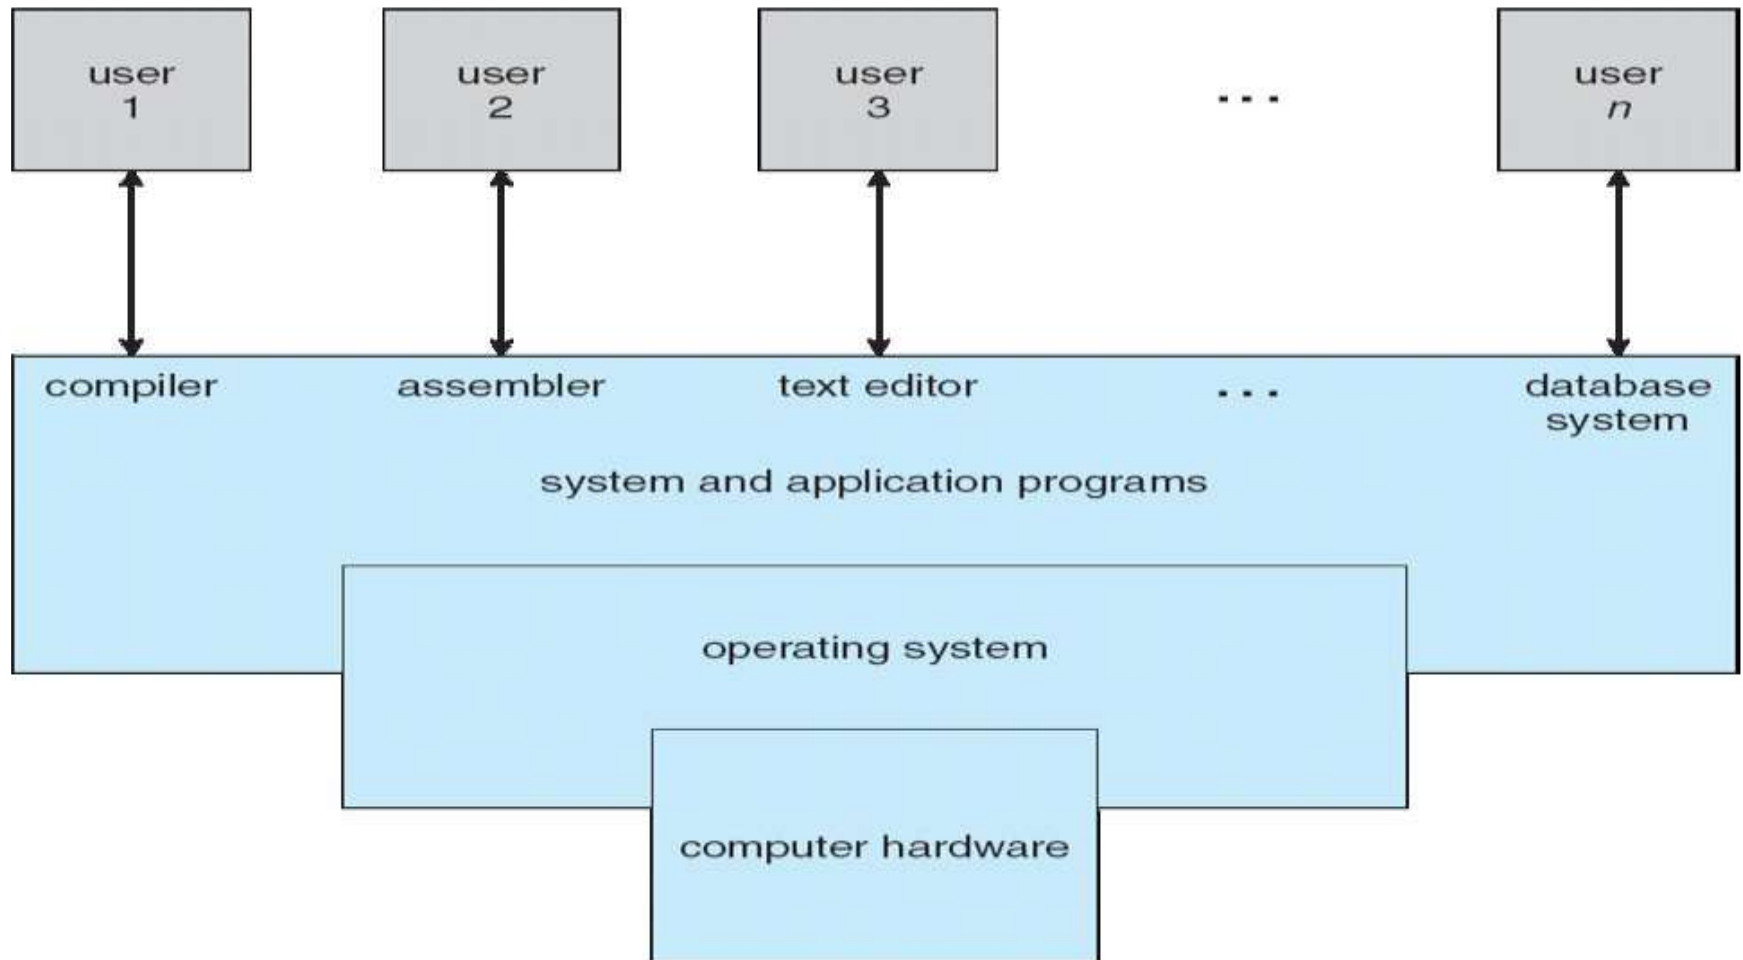 user
1
user
2
user
3
...
user
n
compiler
assembler
text editor
...
database
system
system and application programs
operating system
computer hardware